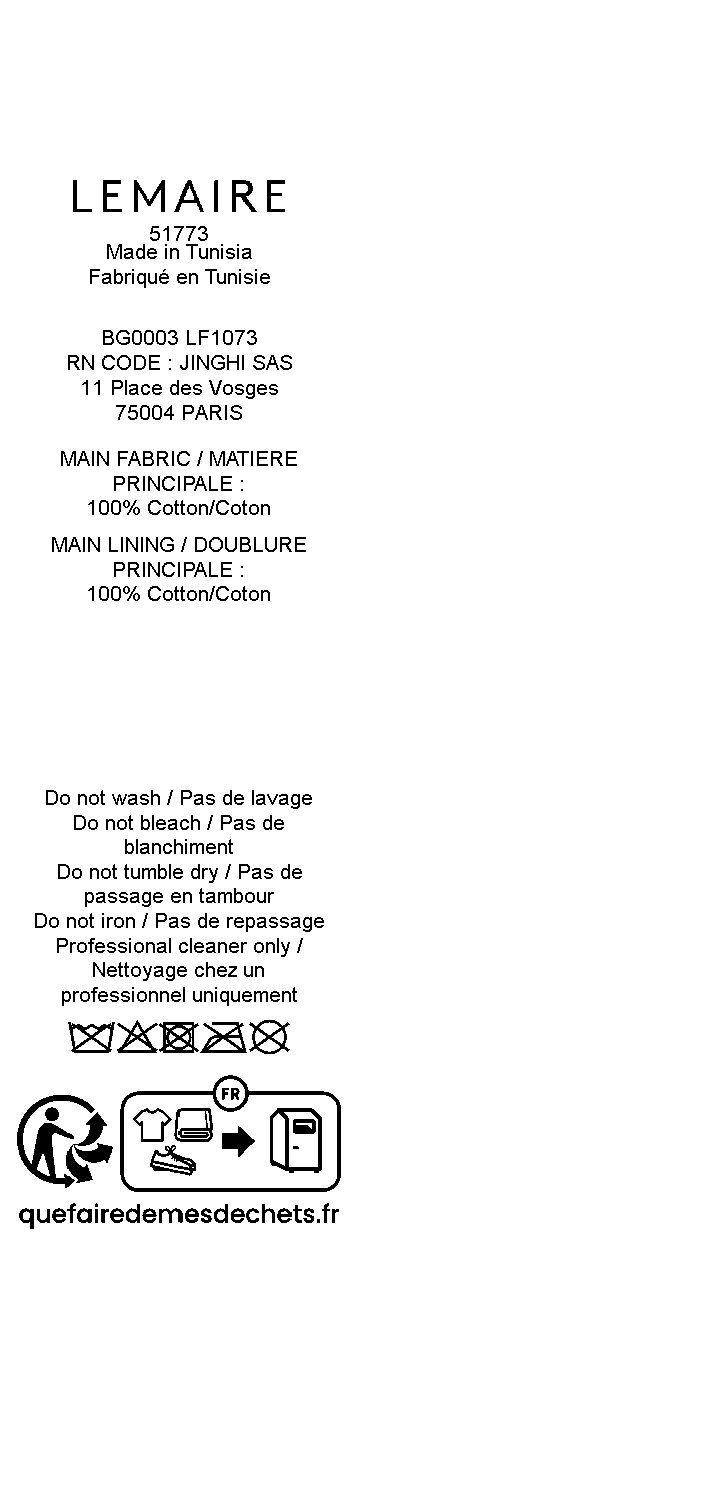 LEMAIRE
51773
Made in Tunisia
Fabriqué en Tunisie
BG0003 LF1073
RN CODE : JINGHI SAS
11 Place des Vosges
75004 PARIS
MAIN FABRIC / MATIERE
PRINCIPALE :
100% Cotton/Coton
MAIN LINING / DOUBLURE
PRINCIPALE :
100% Cotton/Coton
Do not wash / Pas de lavage
Do not bleach / Pas de
blanchiment
Do not tumble dry / Pas de
passage en tambour
Do not iron / Pas de repassage
Professional cleaner only /
Nettoyage chez un
professionnel uniquement
FR
quefairedemesdechets.fr